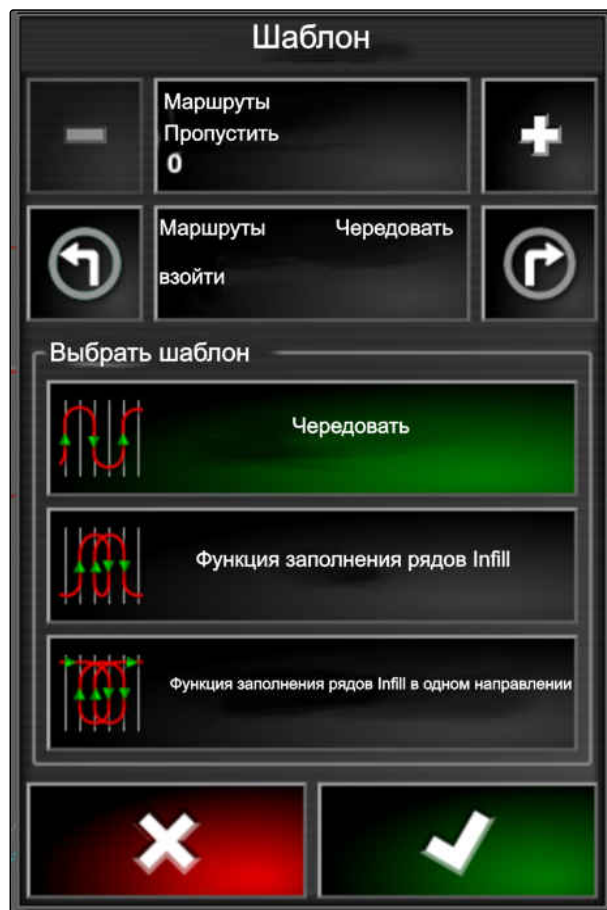 Шаблон
Маршруты
Пропустить
0
Маршруты Чередовать
взойти
Выбрать шаблон
Чередовать
Функция заполнения рядов Infill
Функция заполнения рядов Infill в одном направлении